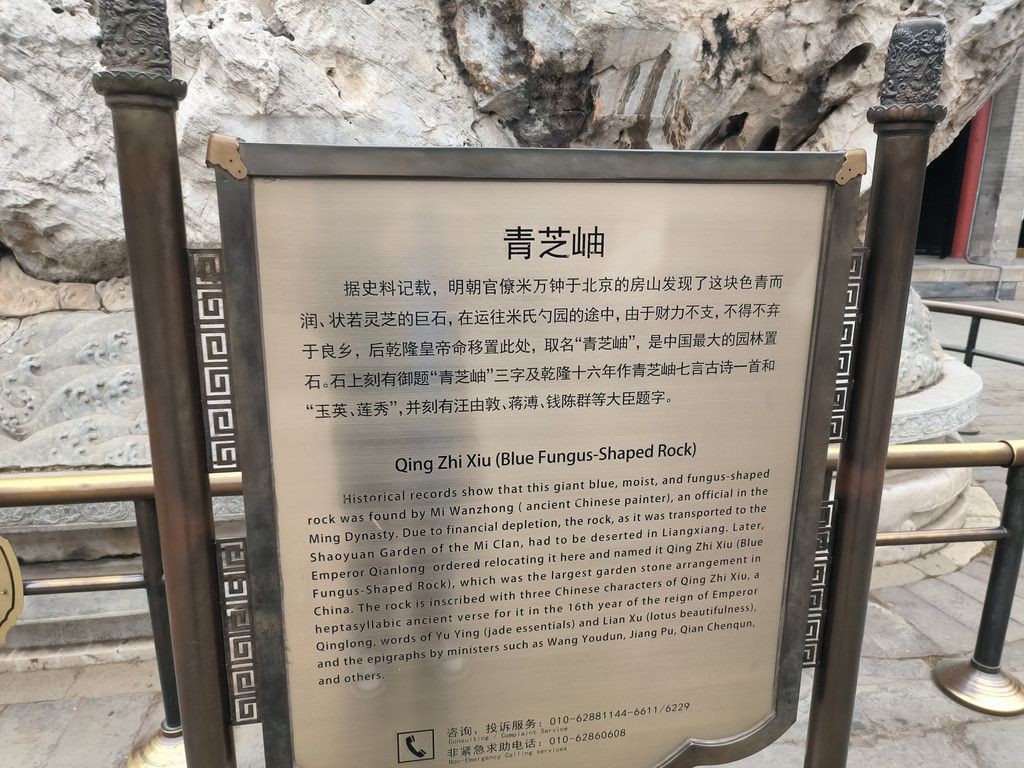 青芝岫
据史料记载，明朝官僚米万钟于北京的房山发现了这块色青而
润、状若灵芝的巨石，在运往米氏勺园的途中，由于财力不支，不得不弃
于良乡，后乾隆皇帝命移置此处，取名“青芝岫”，是中国最大的园林置
石。石上刻有御题“青芝岫”三字及乾隆十六年作青芝岫七言古诗一首和
“玉英、莲秀”，并刻有汪由敦、蒋溥、钱陈群等大臣题字。
Qing Zhi Xiu (Blue Fungus-Shaped Rock)
Historical records show that this giant blue, moist, and fungus-shaped
rock was found by Mi Wanzhong ( ancient Chinese painter), an official in the
Ming Dynasty. Due to financial depletion, the rock, as it was transported to the
Shaoyuan Garden of the Mi Clan, had to be deserted in Liangxiang. Later,
Emperor Qianlong ordered relocating it here and named it Qing Zhi Xiu (Blue
Fungus-Shaped Rock), which was the largest garden stone arrangement in
China. The rock is inscribed with three Chinese characters of Qing Zhi Xiu, a
heptasyllabic ancient verse for it in the 16th year of the reign of Emperor
Qinglong, words of Yu Ying (jade essentials) and Lian Xu (lotus beautifulness),
and the epigraphs by ministers such as Wang Youdun, Jiang Pu, Qian Chenqun,
and others.
咨询、投诉服务：010-62881144-6611/6229
Consulting / Complaint Service
非紧急求助电话：010-62860608
Non-Emergency Calling services